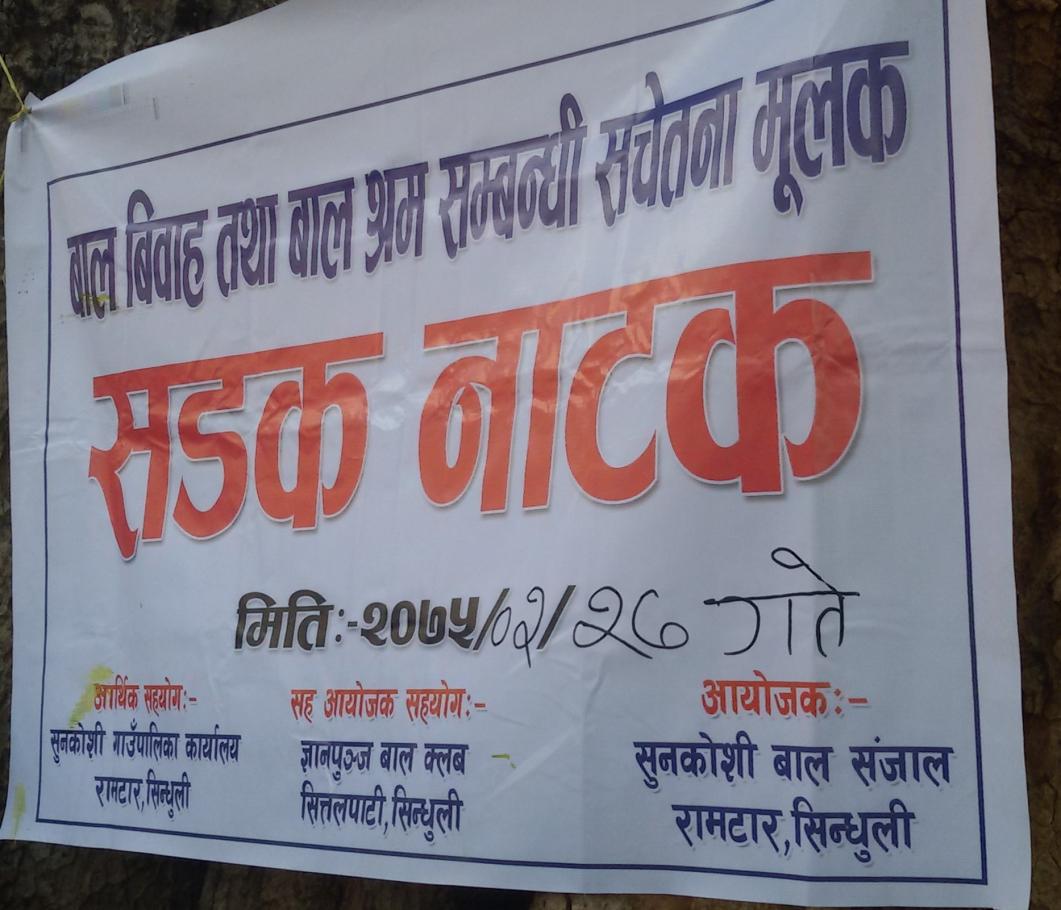 बाल बिवाह तथा बाल श्रम सम्बन्धी सचेतना मूलक
सडक नाटक
मिति:-२०७५/०२/२८ गते
आर्थिक सहयोग:-
सुनकोशी गाउँपालिका कार्यालय
रामटार,सिन्धुली
सह आयोजक सहयोग:-
ज्ञानपुञ्ज बाल क्लब
सित्तलपाटी,सिन्धुली
आयोजक:-
सुनकोशी बाल संजाल
रामटार,सिन्धुली